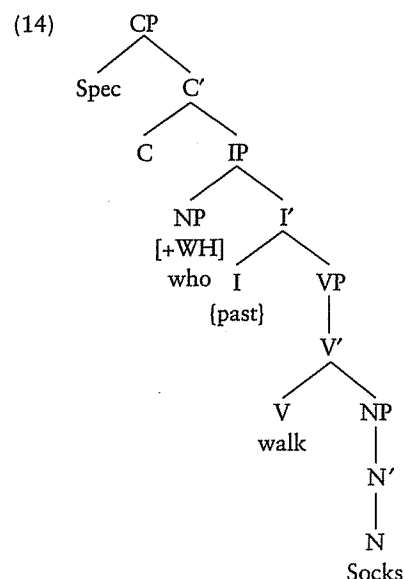 (14) CP
Spec C′
C IP
NP I′
[+WH]
who I VP
{past}
V′
V NP
walk
N′
N
Socks